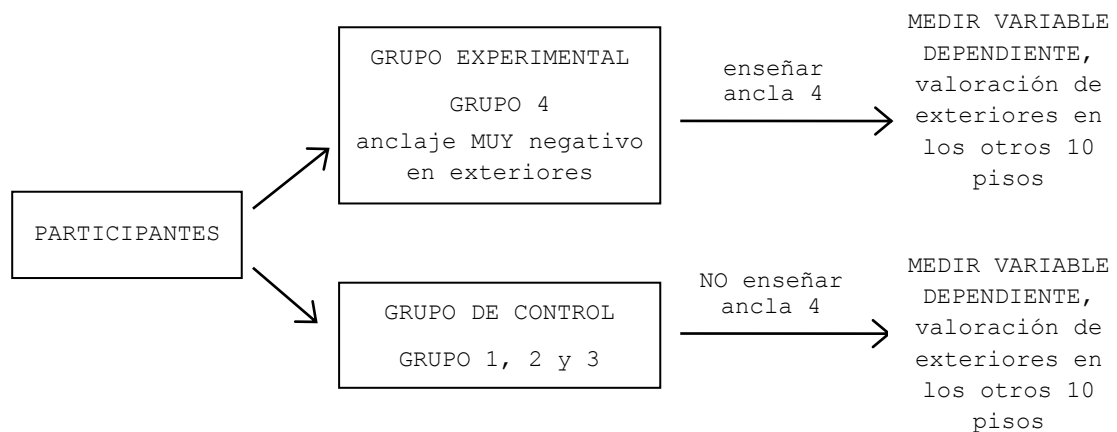 PARTICIPANTES
GRUPO EXPERIMENTAL
GRUPO 4
anclaje MUY negativo
en exteriores
enseñar
ancla 4
MEDIR VARIABLE
DEPENDIENTE,
valoración de
exteriores en
los otros 10
pisos
GRUPO DE CONTROL
GRUPO 1, 2 y 3
NO enseñar
ancla 4
MEDIR VARIABLE
DEPENDIENTE,
valoración de
exteriores en
los otros 10
pisos